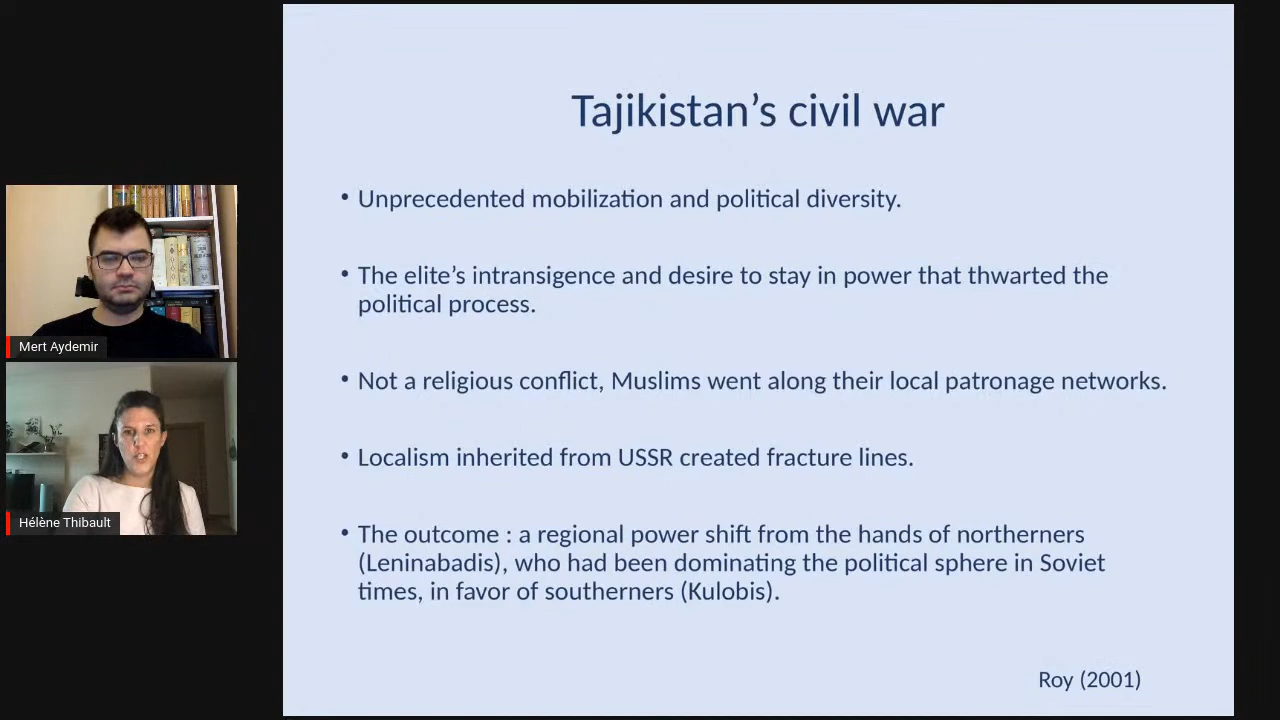 Tajikistan’s civil war
• Unprecedented mobilization and political diversity.
• The elite’s intransigence and desire to stay in power that thwarted the
political process.
• Not a religious conflict, Muslims went along their local patronage networks.
• Localism inherited from USSR created fracture lines.
• The outcome : a regional power shift from the hands of northerners
(Leninabadis), who had been dominating the political sphere in Soviet
times, in favor of southerners (Kulobis).
Roy (2001)
Mert Aydemir
Hélène Thibault